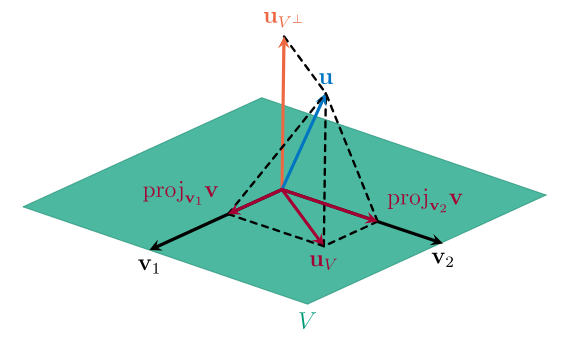 u_{V^⊥}
u
proj_{v₁}v
proj_{v₂}v
v₁
u_V
v₂
V